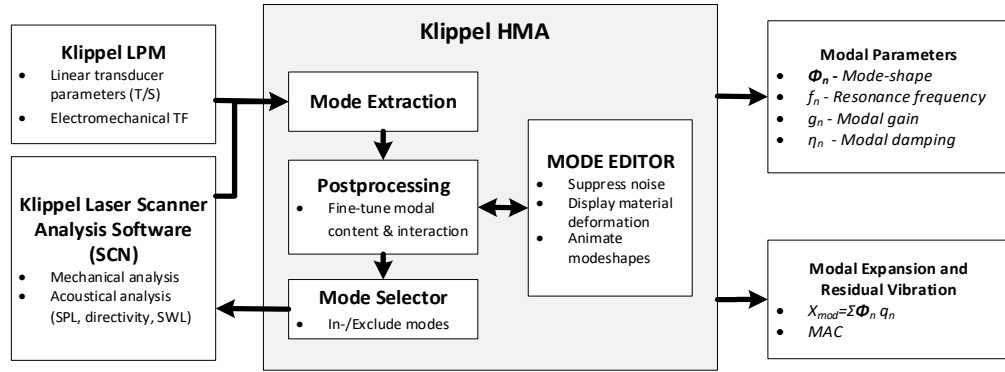 Klippel LPM
• Linear transducer
parameters (T/S)
• Electromechanical TF
Klippel Laser Scanner
Analysis Software
(SCN)
• Mechanical analysis
• Acoustical analysis
(SPL, directivity, SWL)
Klippel HMA
Mode Extraction
Postprocessing
• Fine-tune modal
content & interaction
Mode Selector
• In-/Exclude modes
MODE EDITOR
• Suppress noise
• Display material
deformation
• Animate
modeshapes
Modal Parameters
• Φn - Mode-shape
• fn - Resonance frequency
• gn - Modal gain
• ηn - Modal damping
Modal Expansion and
Residual Vibration
• Xmod=ΣΦn qn
• MAC